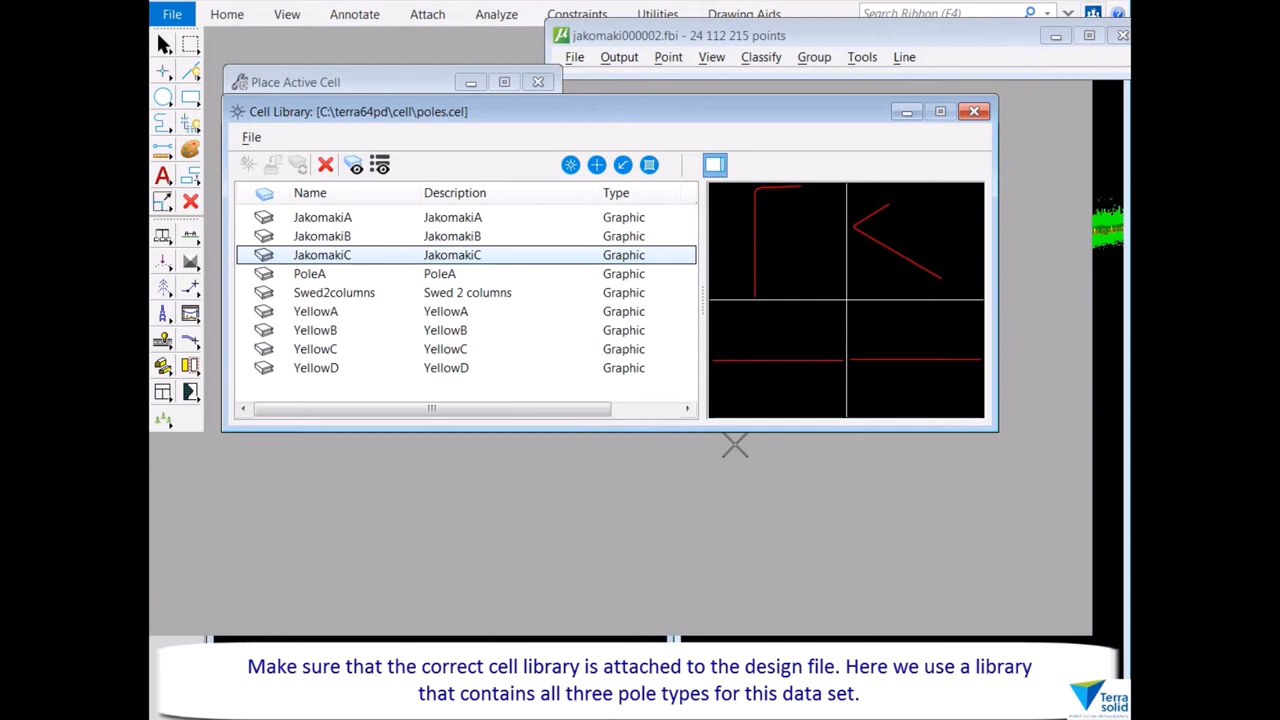 File Home View Annotate Attach Analyze Constraints Utilities Drawing Aids Search Ribbon (F4)
jakomaki000002.fbi - 24 112 215 points
File Output Point View Classify Group Tools Line
Place Active Cell
Cell Library: [C:\terra64pd\cell\poles.cel]
File
Name Description Type
JakomakiA JakomakiA Graphic
JakomakiB JakomakiB Graphic
JakomakiC JakomakiC Graphic
PoleA PoleA Graphic
Swed2columns Swed 2 columns Graphic
YellowA YellowA Graphic
YellowB YellowB Graphic
YellowC YellowC Graphic
YellowD YellowD Graphic
Make sure that the correct cell library is attached to the design file. Here we use a library
that contains all three pole types for this data set.
Terra
solid